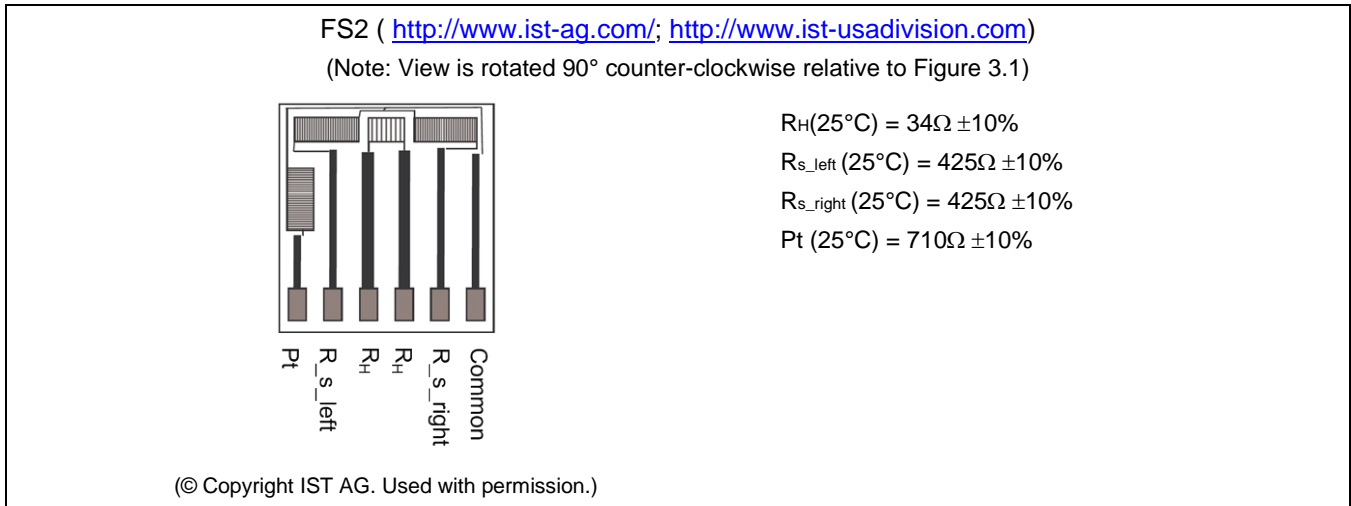 FS2 ( http://www.ist-ag.com/; http://www.ist-usadivision.com)
(Note: View is rotated 90° counter-clockwise relative to Figure 3.1)
RH(25°C) = 34Ω ±10%
Rs_left (25°C) = 425Ω ±10%
Rs_right (25°C) = 425Ω ±10%
Pt (25°C) = 710Ω ±10%
Pt
R_s_left
RH
RH
R_s_right
Common
(© Copyright IST AG. Used with permission.)